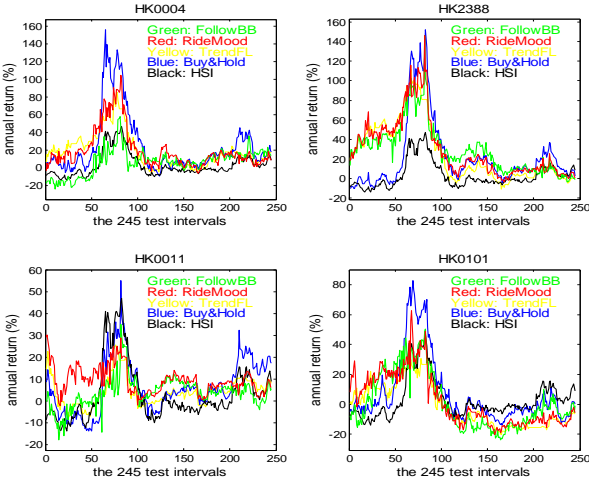 HK0004
annual return (%)
160
140
120
100
80
60
40
20
0
-20
Green: FollowBB
Red: RideMood
Yellow: TrendFL
Blue: Buy&Hold
Black: HSI
0 50 100 150 200 250
the 245 test intervals
HK2388
annual return (%)
160
140
120
100
80
60
40
20
0
-20
Green: FollowBB
Red: RideMood
Yellow: TrendFL
Blue: Buy&Hold
Black: HSI
0 50 100 150 200 250
the 245 test intervals
HK0011
annual return (%)
60
50
40
30
20
10
0
-10
-20
Green: FollowBB
Red: RideMood
Yellow: TrendFL
Blue: Buy&Hold
Black: HSI
0 50 100 150 200 250
the 245 test intervals
HK0101
annual return (%)
80
60
40
20
0
-20
Green: FollowBB
Red: RideMood
Yellow: TrendFL
Blue: Buy&Hold
Black: HSI
0 50 100 150 200 250
the 245 test intervals